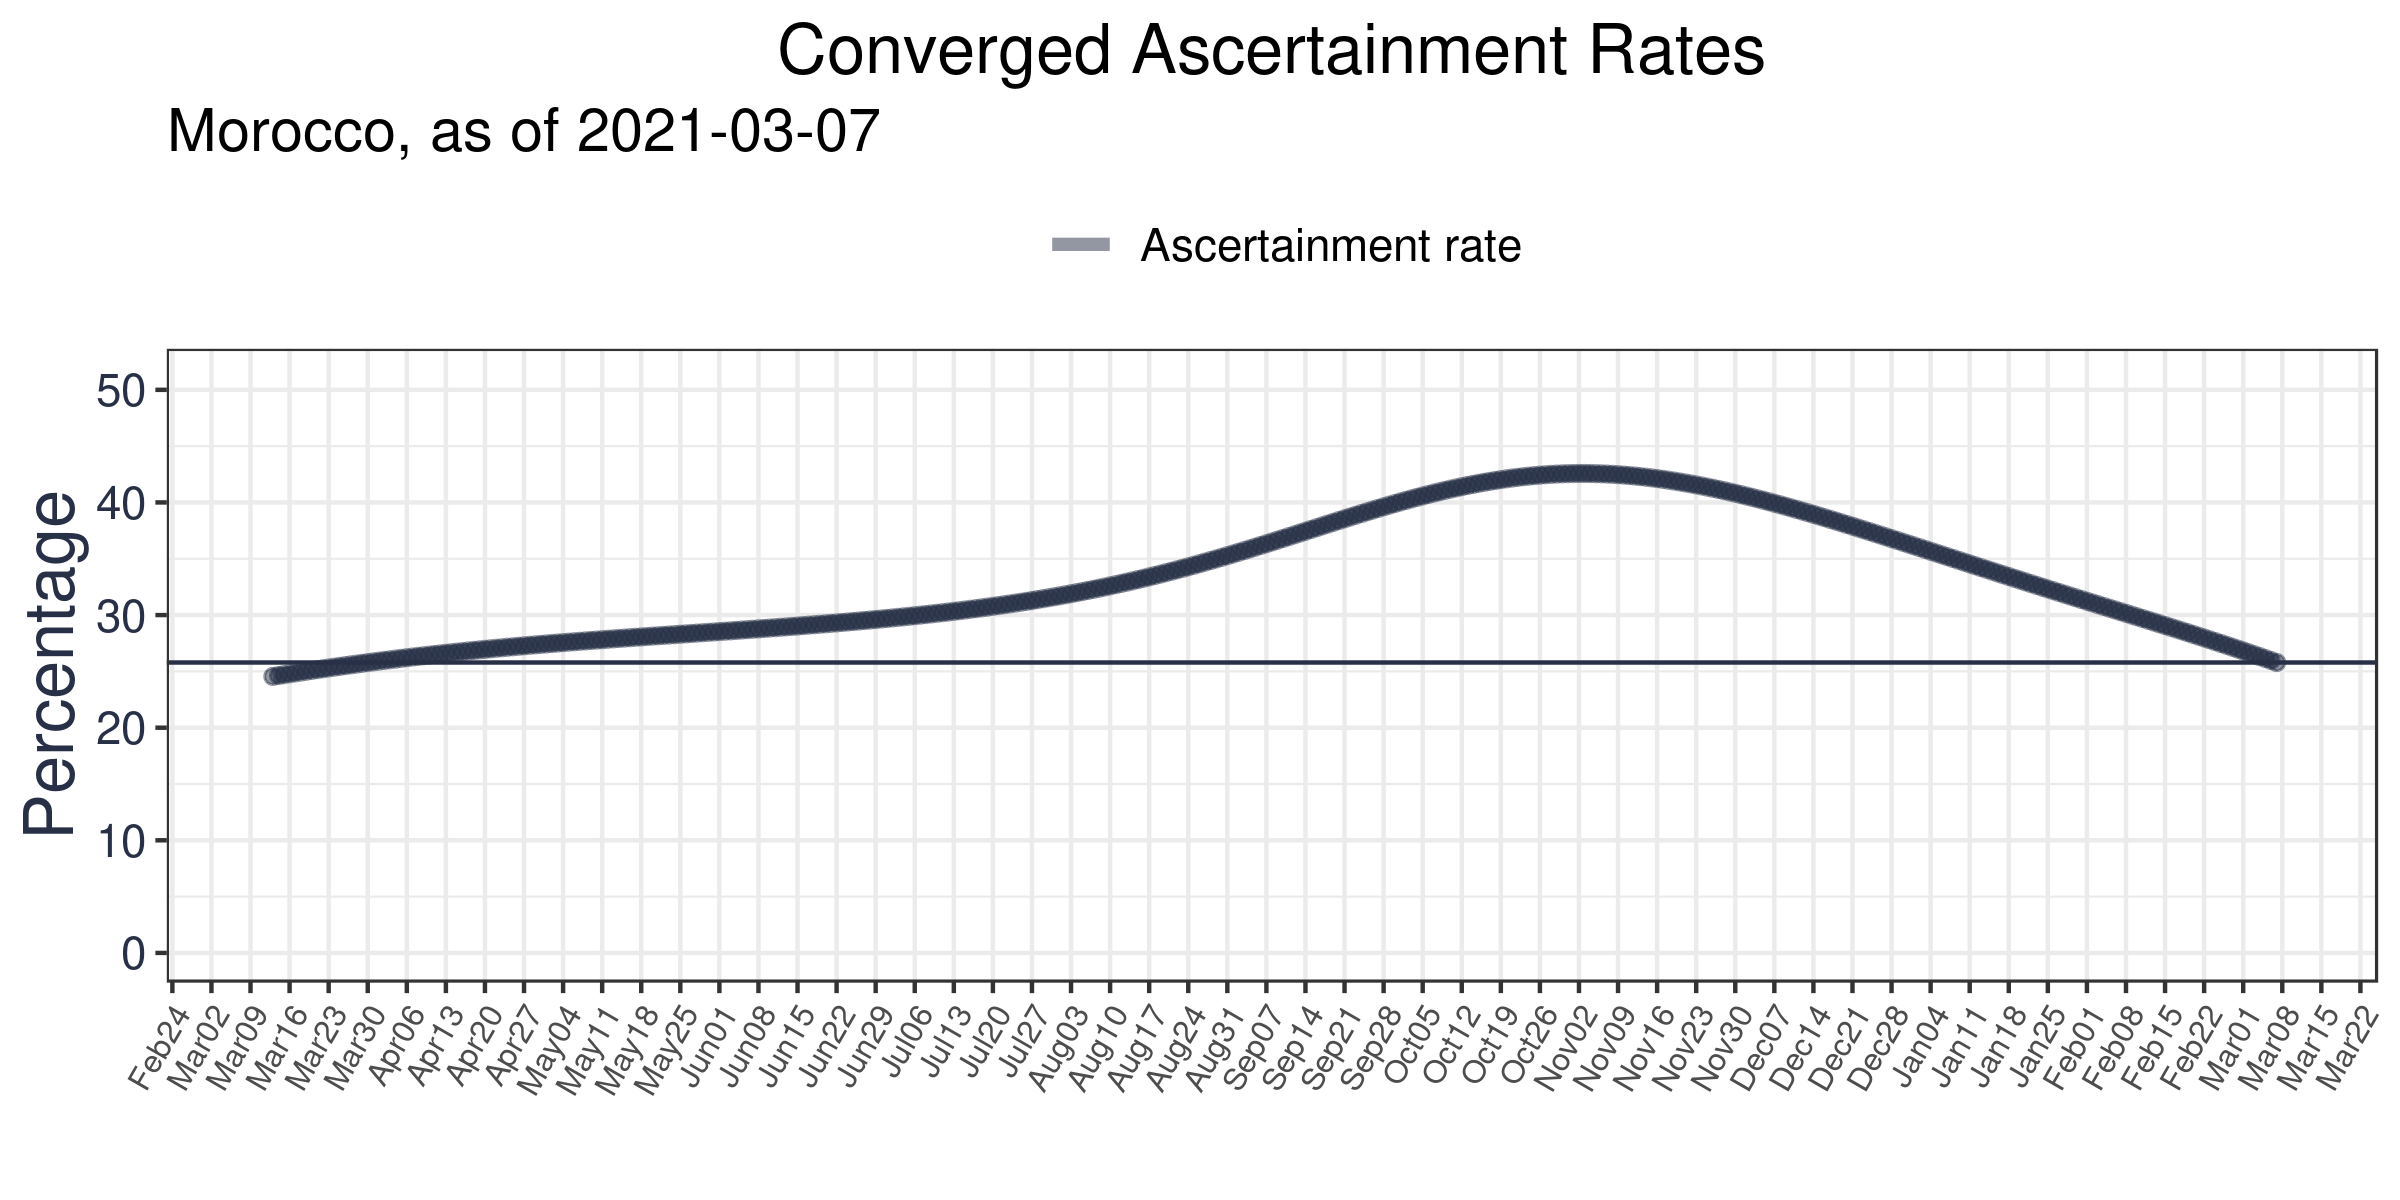 Converged Ascertainment Rates
Morocco, as of 2021-03-07
Ascertainment rate
Percentage
50
40
30
20
10
0
Feb24 Mar02 Mar09 Mar16 Mar23 Mar30 Apr06 Apr13 Apr20 Apr27 May04 May11 May18 May25 Jun01 Jun08 Jun15 Jun22 Jun29 Jul06 Jul13 Jul20 Jul27 Aug03 Aug10 Aug17 Aug24 Aug31 Sep07 Sep14 Sep21 Sep28 Oct05 Oct12 Oct19 Oct26 Nov02 Nov09 Nov16 Nov23 Nov30 Dec07 Dec14 Dec21 Dec28 Jan04 Jan11 Jan18 Jan25 Feb01 Feb08 Feb15 Feb22 Mar01 Mar08 Mar15 Mar22